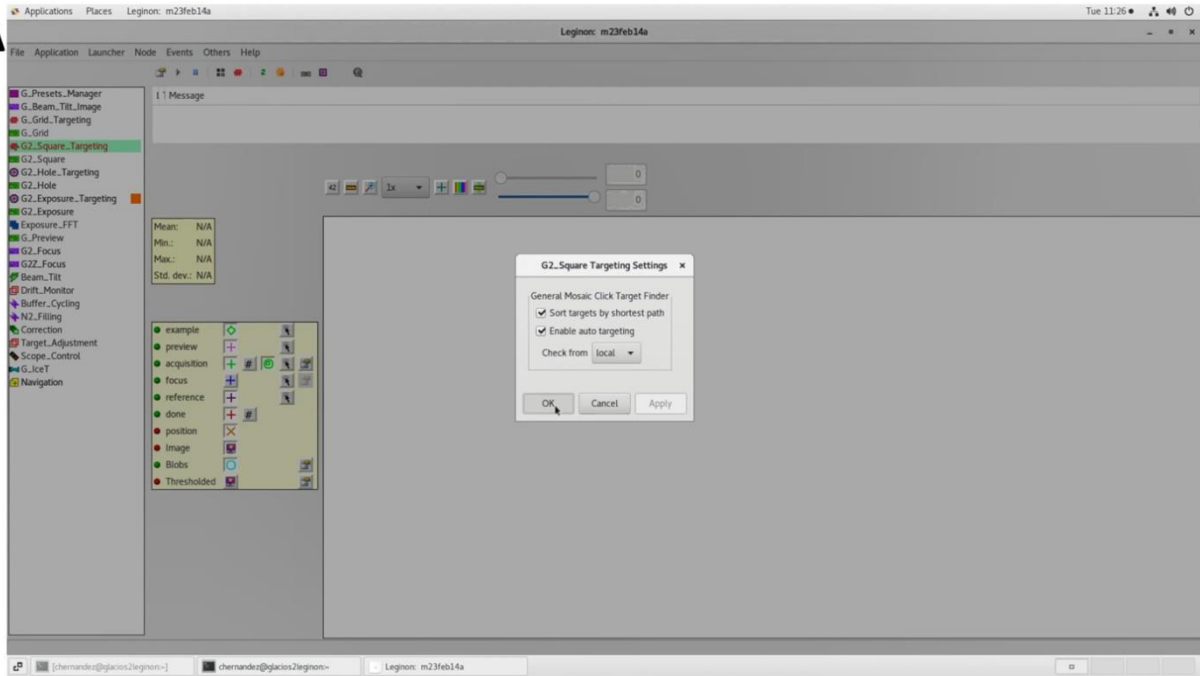 Applications Places Leginon: m23feb14a Tue 11:26
Leginon: m23feb14a
File Application Launcher Node Events Others Help
G_Presets_Manager
G_Beam_Tilt_Image
G_Grid_Targeting
G_Grid
G2_Square_Targeting
G2_Square
G2_Hole_Targeting
G2_Hole
G2_Exposure_Targeting
G2_Exposure
Exposure_FFT
G_Preview
G2_Focus
G2Z_Focus
Beam_Tilt
Drift_Monitor
Buffer_Cycling
N2_Filling
Correction
Target_Adjustment
Scope_Control
G_IceT
Navigation
Message
42 1x 0
0
Mean: N/A
Min.: N/A
Max.: N/A
Std. dev.: N/A
example
preview
acquisition #
focus
reference
done #
position
Image
Blobs
Thresholded
G2_Square Targeting Settings
General Mosaic Click Target Finder
Sort targets by shortest path
Enable auto targeting
Check from local
OK Cancel Apply
[chernandez@glacios2leginon:~] chernandez@glacios2leginon:~ Leginon: m23feb14a